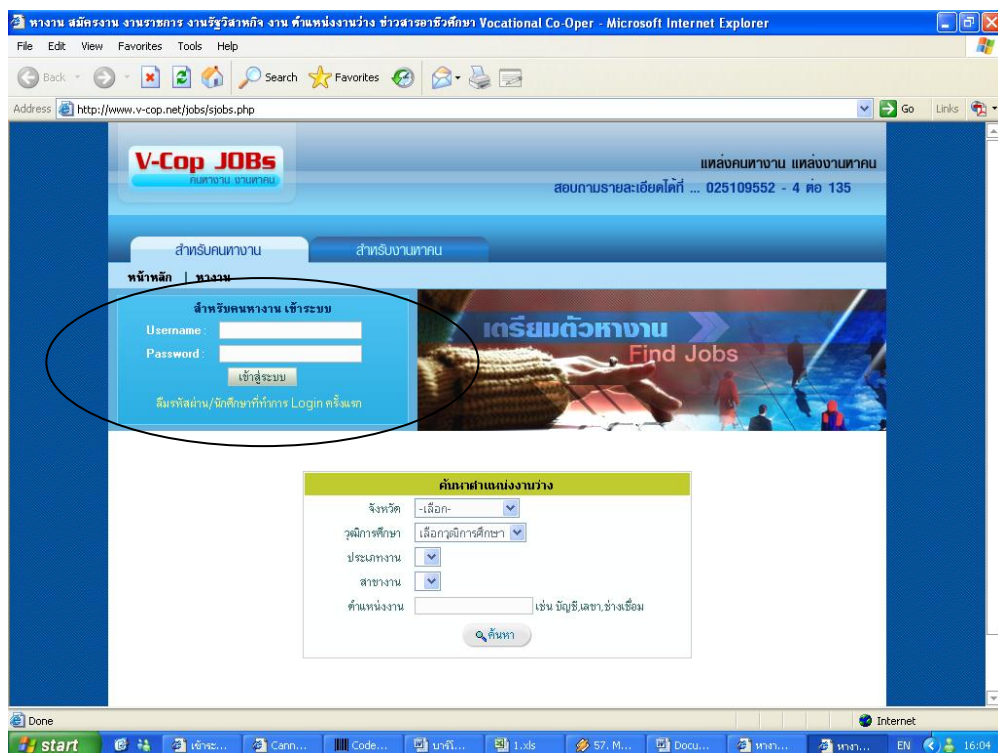 หางาน สมัครงาน งานราชการ งานรัฐวิสาหกิจ งาน ตำแหน่งงานว่าง ข่าวสารอาชีวศึกษา Vocational Co-Oper - Microsoft Internet Explorer
File Edit View Favorites Tools Help
Back Search Favorites
Address http://www.v-cop.net/jobs/sjobs.php Go Links
V-Cop JOBs
คนหางาน งานหาคน
แหล่งคนหางาน แหล่งงานหาคน
สอบถามรายละเอียดได้ที่ ... 025109552 - 4 ต่อ 135
สำหรับคนหางาน สำหรับงานหาคน
หน้าหลัก | หางาน
สำหรับคนหางาน เข้าระบบ
Username :
Password :
เข้าสู่ระบบ
ลืมรหัสผ่าน/นักศึกษาที่ทำการ Login ครั้งแรก
เตรียมตัวหางาน
Find Jobs
ค้นหาตำแหน่งงานว่าง
จังหวัด -เลือก-
วุฒิการศึกษา เลือกวุฒิการศึกษา
ประเภทงาน
สาขางาน
ตำแหน่งงาน เช่น บัญชี,เลขา,ช่างเชื่อม
ค้นหา
Done Internet
start เข้าระ... Cann... Code... 1.xls 57. M... Docu... หางา... หางา... EN 16:04